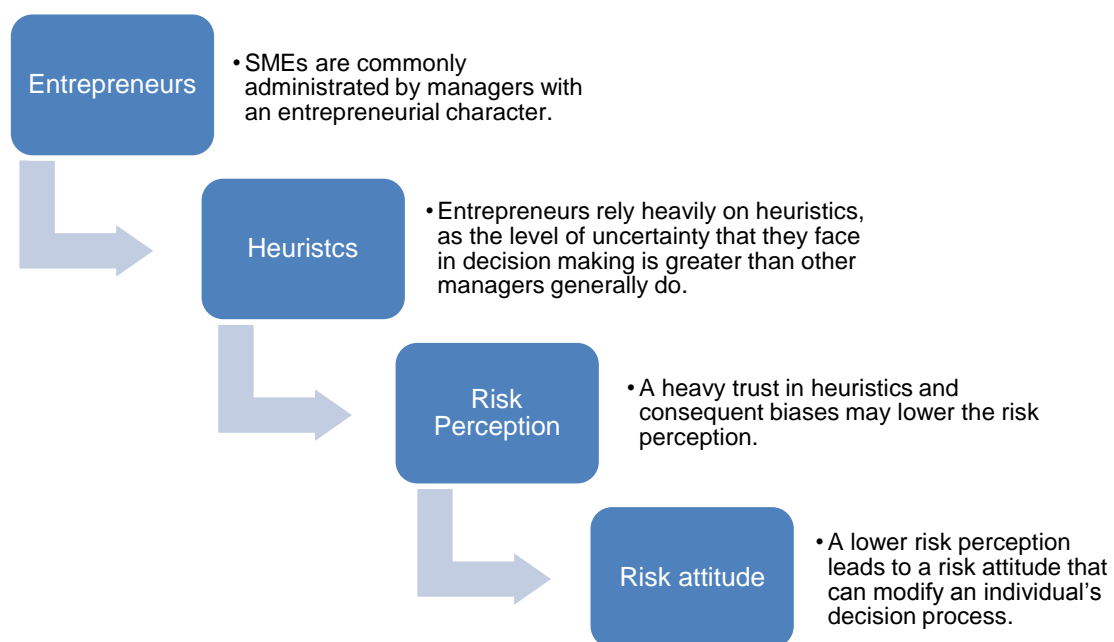 Entrepreneurs
• SMEs are commonly
administrated by managers with
an entrepreneurial character.
Heuristcs
• Entrepreneurs rely heavily on heuristics,
as the level of uncertainty that they face
in decision making is greater than other
managers generally do.
Risk
Perception
• A heavy trust in heuristics and
consequent biases may lower the risk
perception.
Risk attitude
• A lower risk perception
leads to a risk attitude that
can modify an individual’s
decision process.